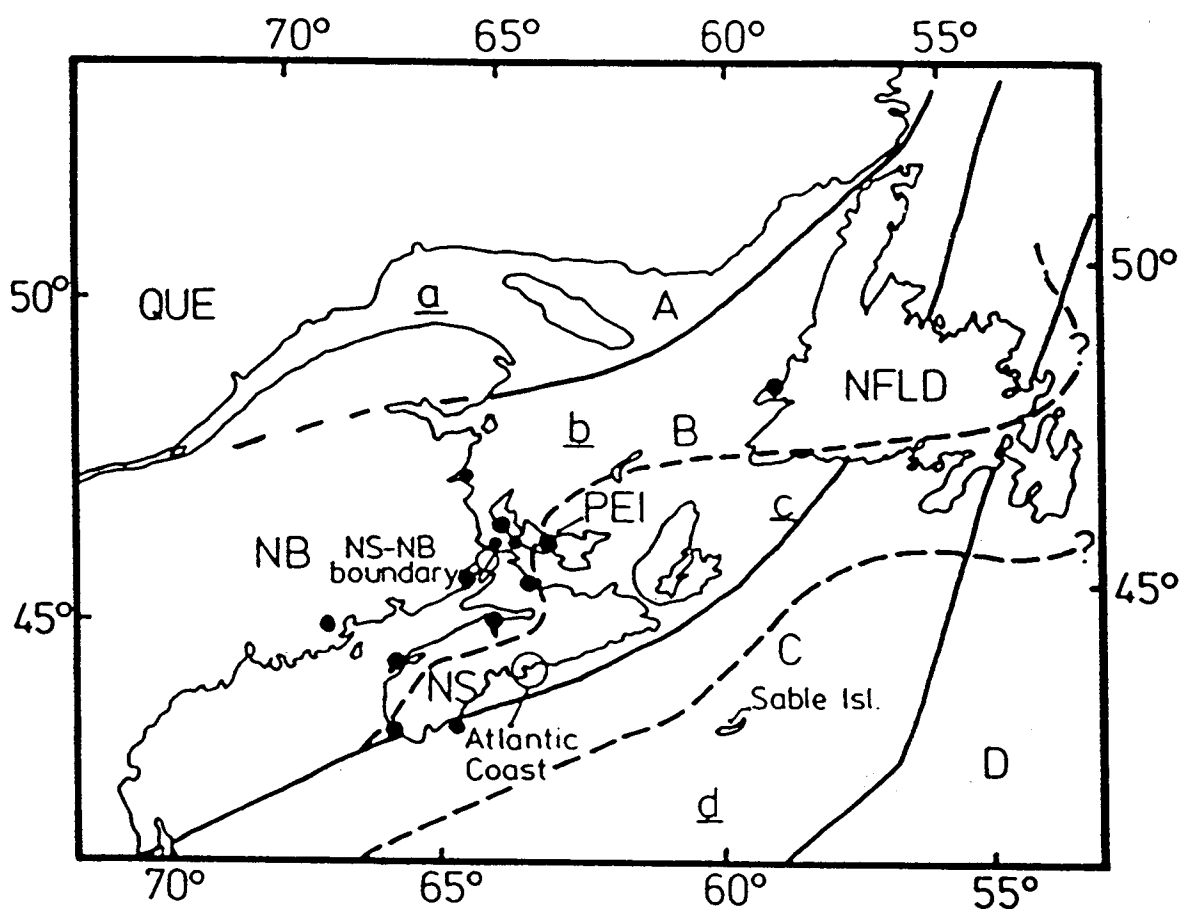 70° 65° 60° 55°
50° 50°
QUE a A
NFLD ?
b B
PEI c
NB NS-NB
boundary
?
45° 45°
C
NS Sable Isl.
Atlantic
Coast
D
d
70° 65° 60° 55°